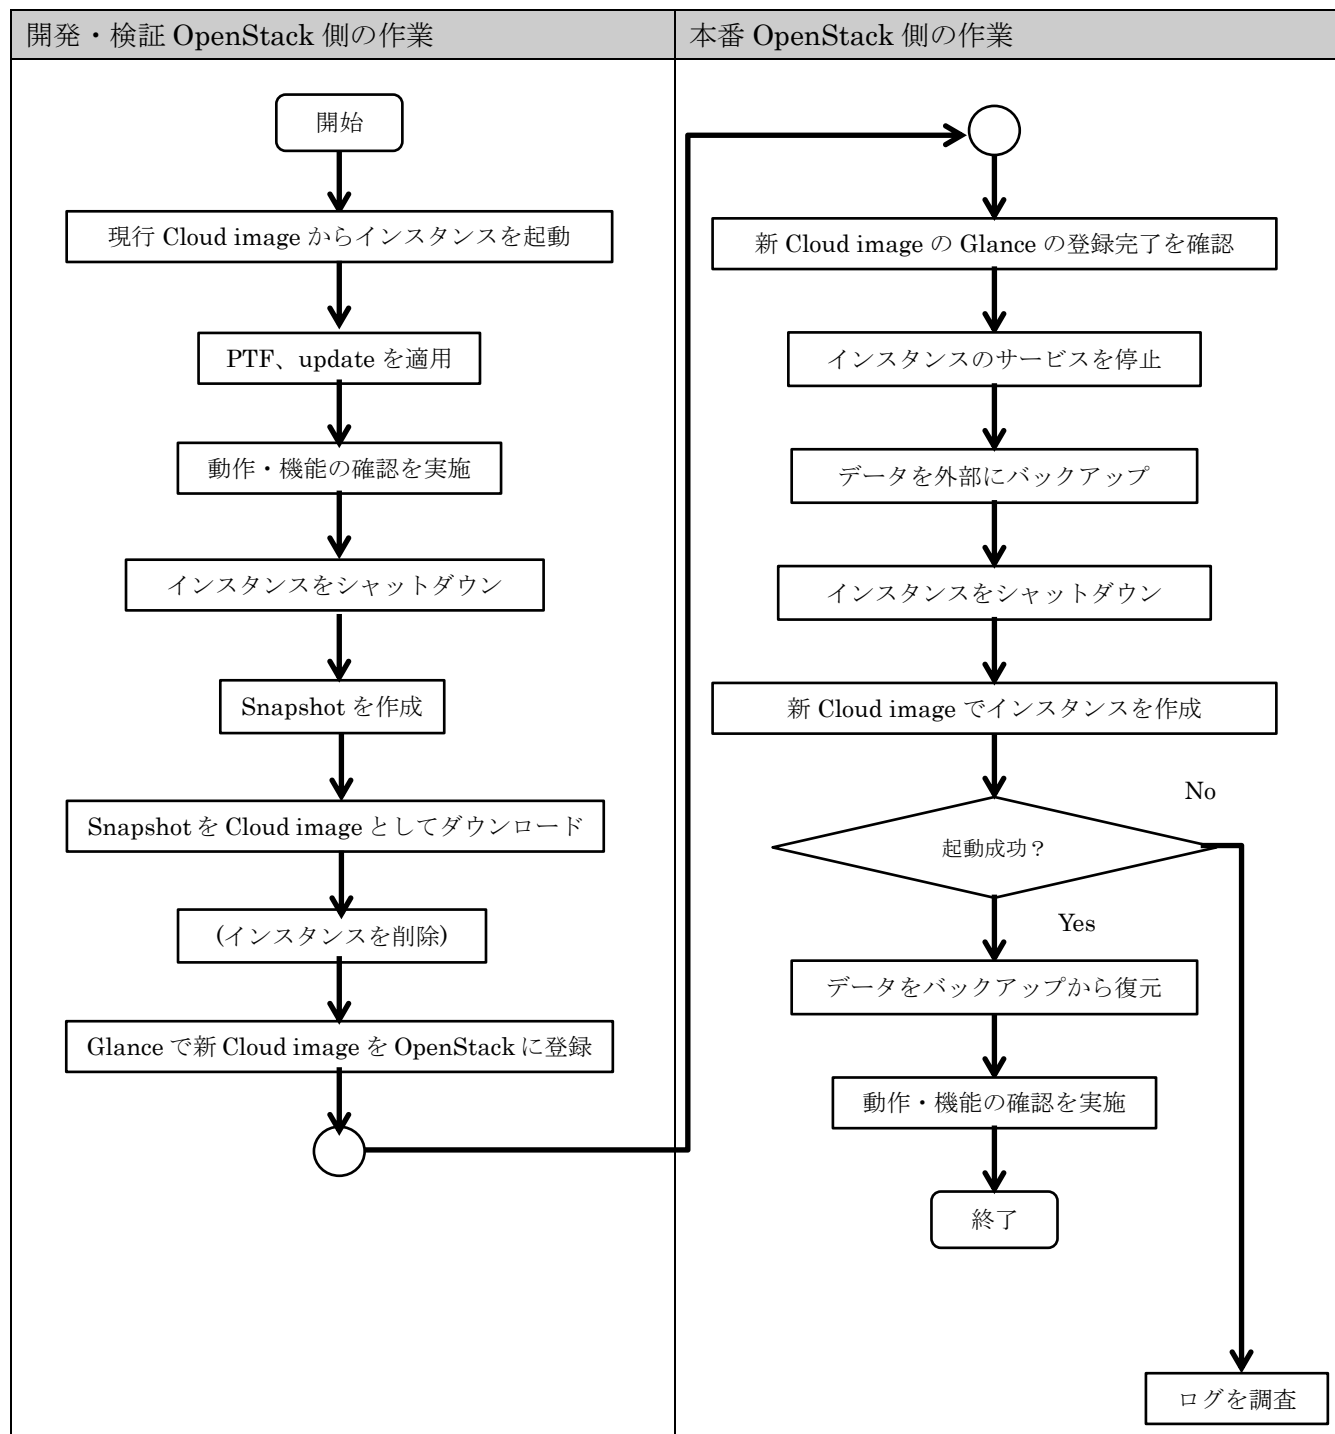 開発・検証 OpenStack 側の作業
本番 OpenStack 側の作業
開始
現行 Cloud image からインスタンスを起動
PTF、update を適用
動作・機能の確認を実施
インスタンスをシャットダウン
Snapshot を作成
Snapshot を Cloud image としてダウンロード
(インスタンスを削除)
Glance で新 Cloud image を OpenStack に登録
新 Cloud image の Glance の登録完了を確認
インスタンスのサービスを停止
データを外部にバックアップ
インスタンスをシャットダウン
新 Cloud image でインスタンスを作成
No
起動成功？
Yes
データをバックアップから復元
動作・機能の確認を実施
終了
ログを調査